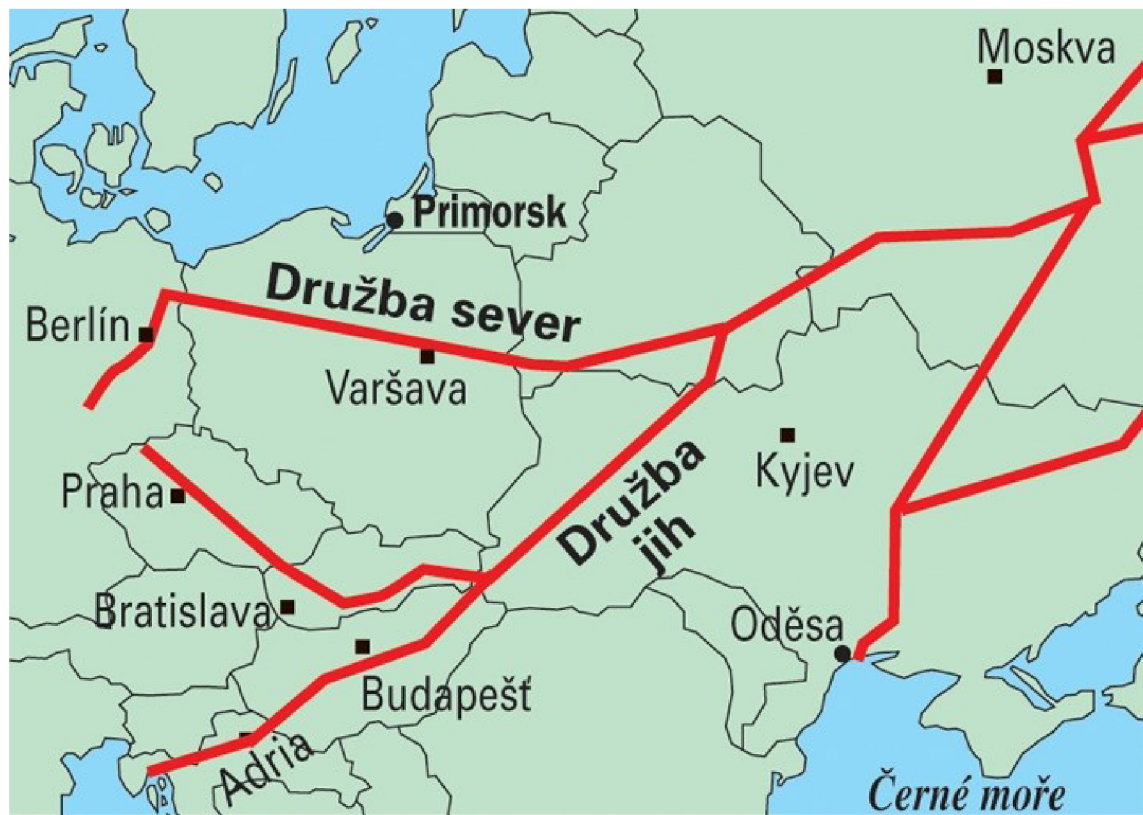 Moskva
Primorsk
Družba sever
Berlín
Varšava
Kyjev
Praha
Družba
jih
Bratislava
Oděsa
Budapešť
Adria
Černé moře